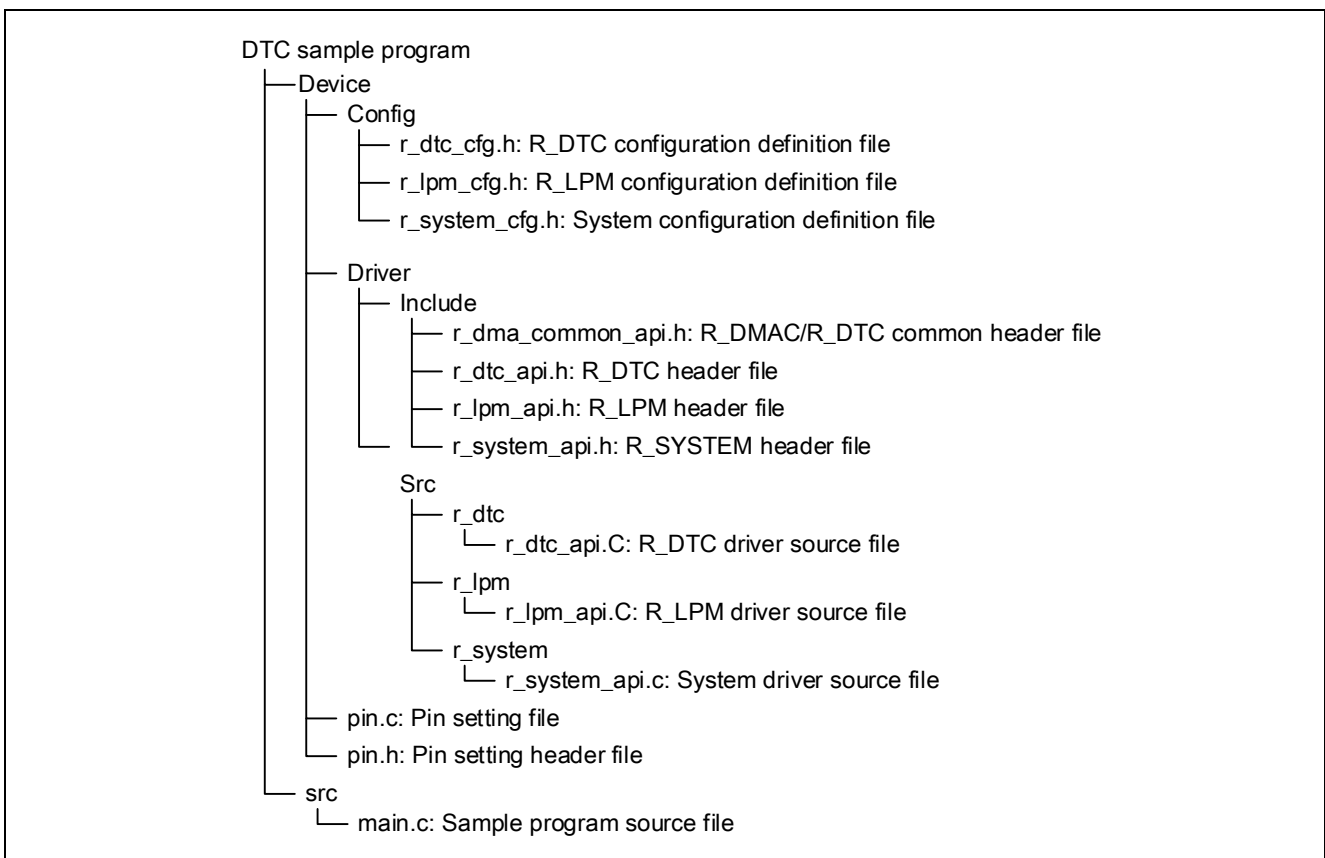 DTC sample program
Device
Config
r_dtc_cfg.h: R_DTC configuration definition file
r_lpm_cfg.h: R_LPM configuration definition file
r_system_cfg.h: System configuration definition file
Driver
Include
r_dma_common_api.h: R_DMAC/R_DTC common header file
r_dtc_api.h: R_DTC header file
r_lpm_api.h: R_LPM header file
r_system_api.h: R_SYSTEM header file
Src
r_dtc
r_dtc_api.C: R_DTC driver source file
r_lpm
r_lpm_api.C: R_LPM driver source file
r_system
r_system_api.c: System driver source file
pin.c: Pin setting file
pin.h: Pin setting header file
src
main.c: Sample program source file